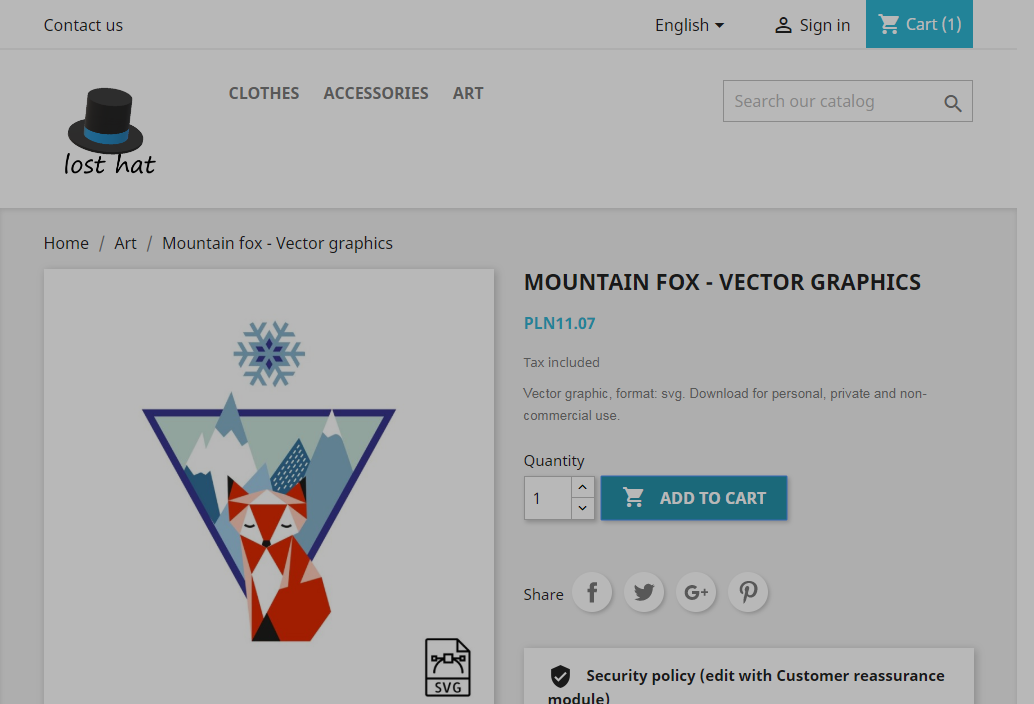 Contact us
English
Sign in
Cart (1)
CLOTHES
ACCESSORIES
ART
Search our catalog
lost hat
Home / Art / Mountain fox - Vector graphics
MOUNTAIN FOX - VECTOR GRAPHICS
PLN11.07
Tax included
Vector graphic, format: svg. Download for personal, private and non-
commercial use.
Quantity
1
ADD TO CART
Share
SVG
Security policy (edit with Customer reassurance
module)